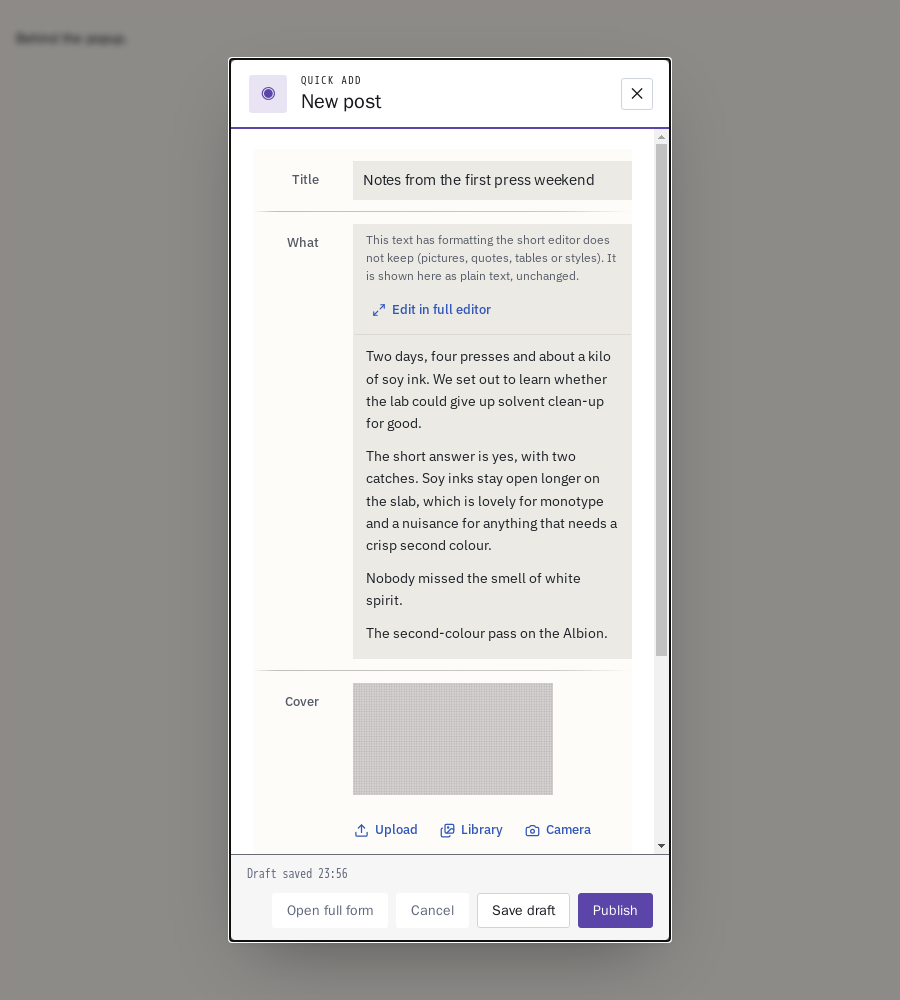 Behind the popup.
QUICK ADD
New post
Title
Notes from the first press weekend
What
This text has formatting the short editor does
not keep (pictures, quotes, tables or styles). It
is shown here as plain text, unchanged.
Edit in full editor
Two days, four presses and about a kilo
of soy ink. We set out to learn whether
the lab could give up solvent clean-up
for good.
The short answer is yes, with two
catches. Soy inks stay open longer on
the slab, which is lovely for monotype
and a nuisance for anything that needs a
crisp second colour.
Nobody missed the smell of white
spirit.
The second-colour pass on the Albion.
Cover
Upload
Library
Camera
Draft saved 23:56
Open full form
Cancel
Save draft
Publish